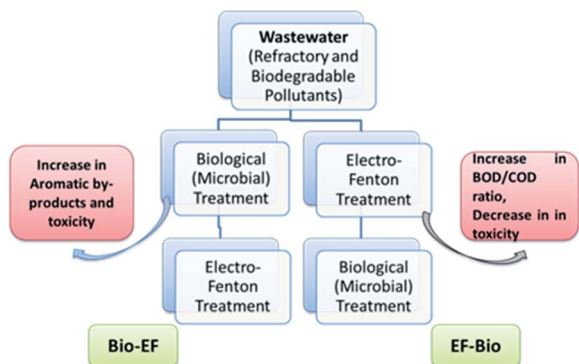 Wastewater
(Refractory and
Biodegradable
Pollutants)
Increase in
Aromatic by-
products and
toxicity
Biological
(Microbial)
Treatment
Electro-
Fenton
Treatment
Increase in
BOD/COD
ratio,
Decrease in in
toxicity
Electro-
Fenton
Treatment
Biological
(Microbial)
Treatment
Bio-EF
EF-Bio